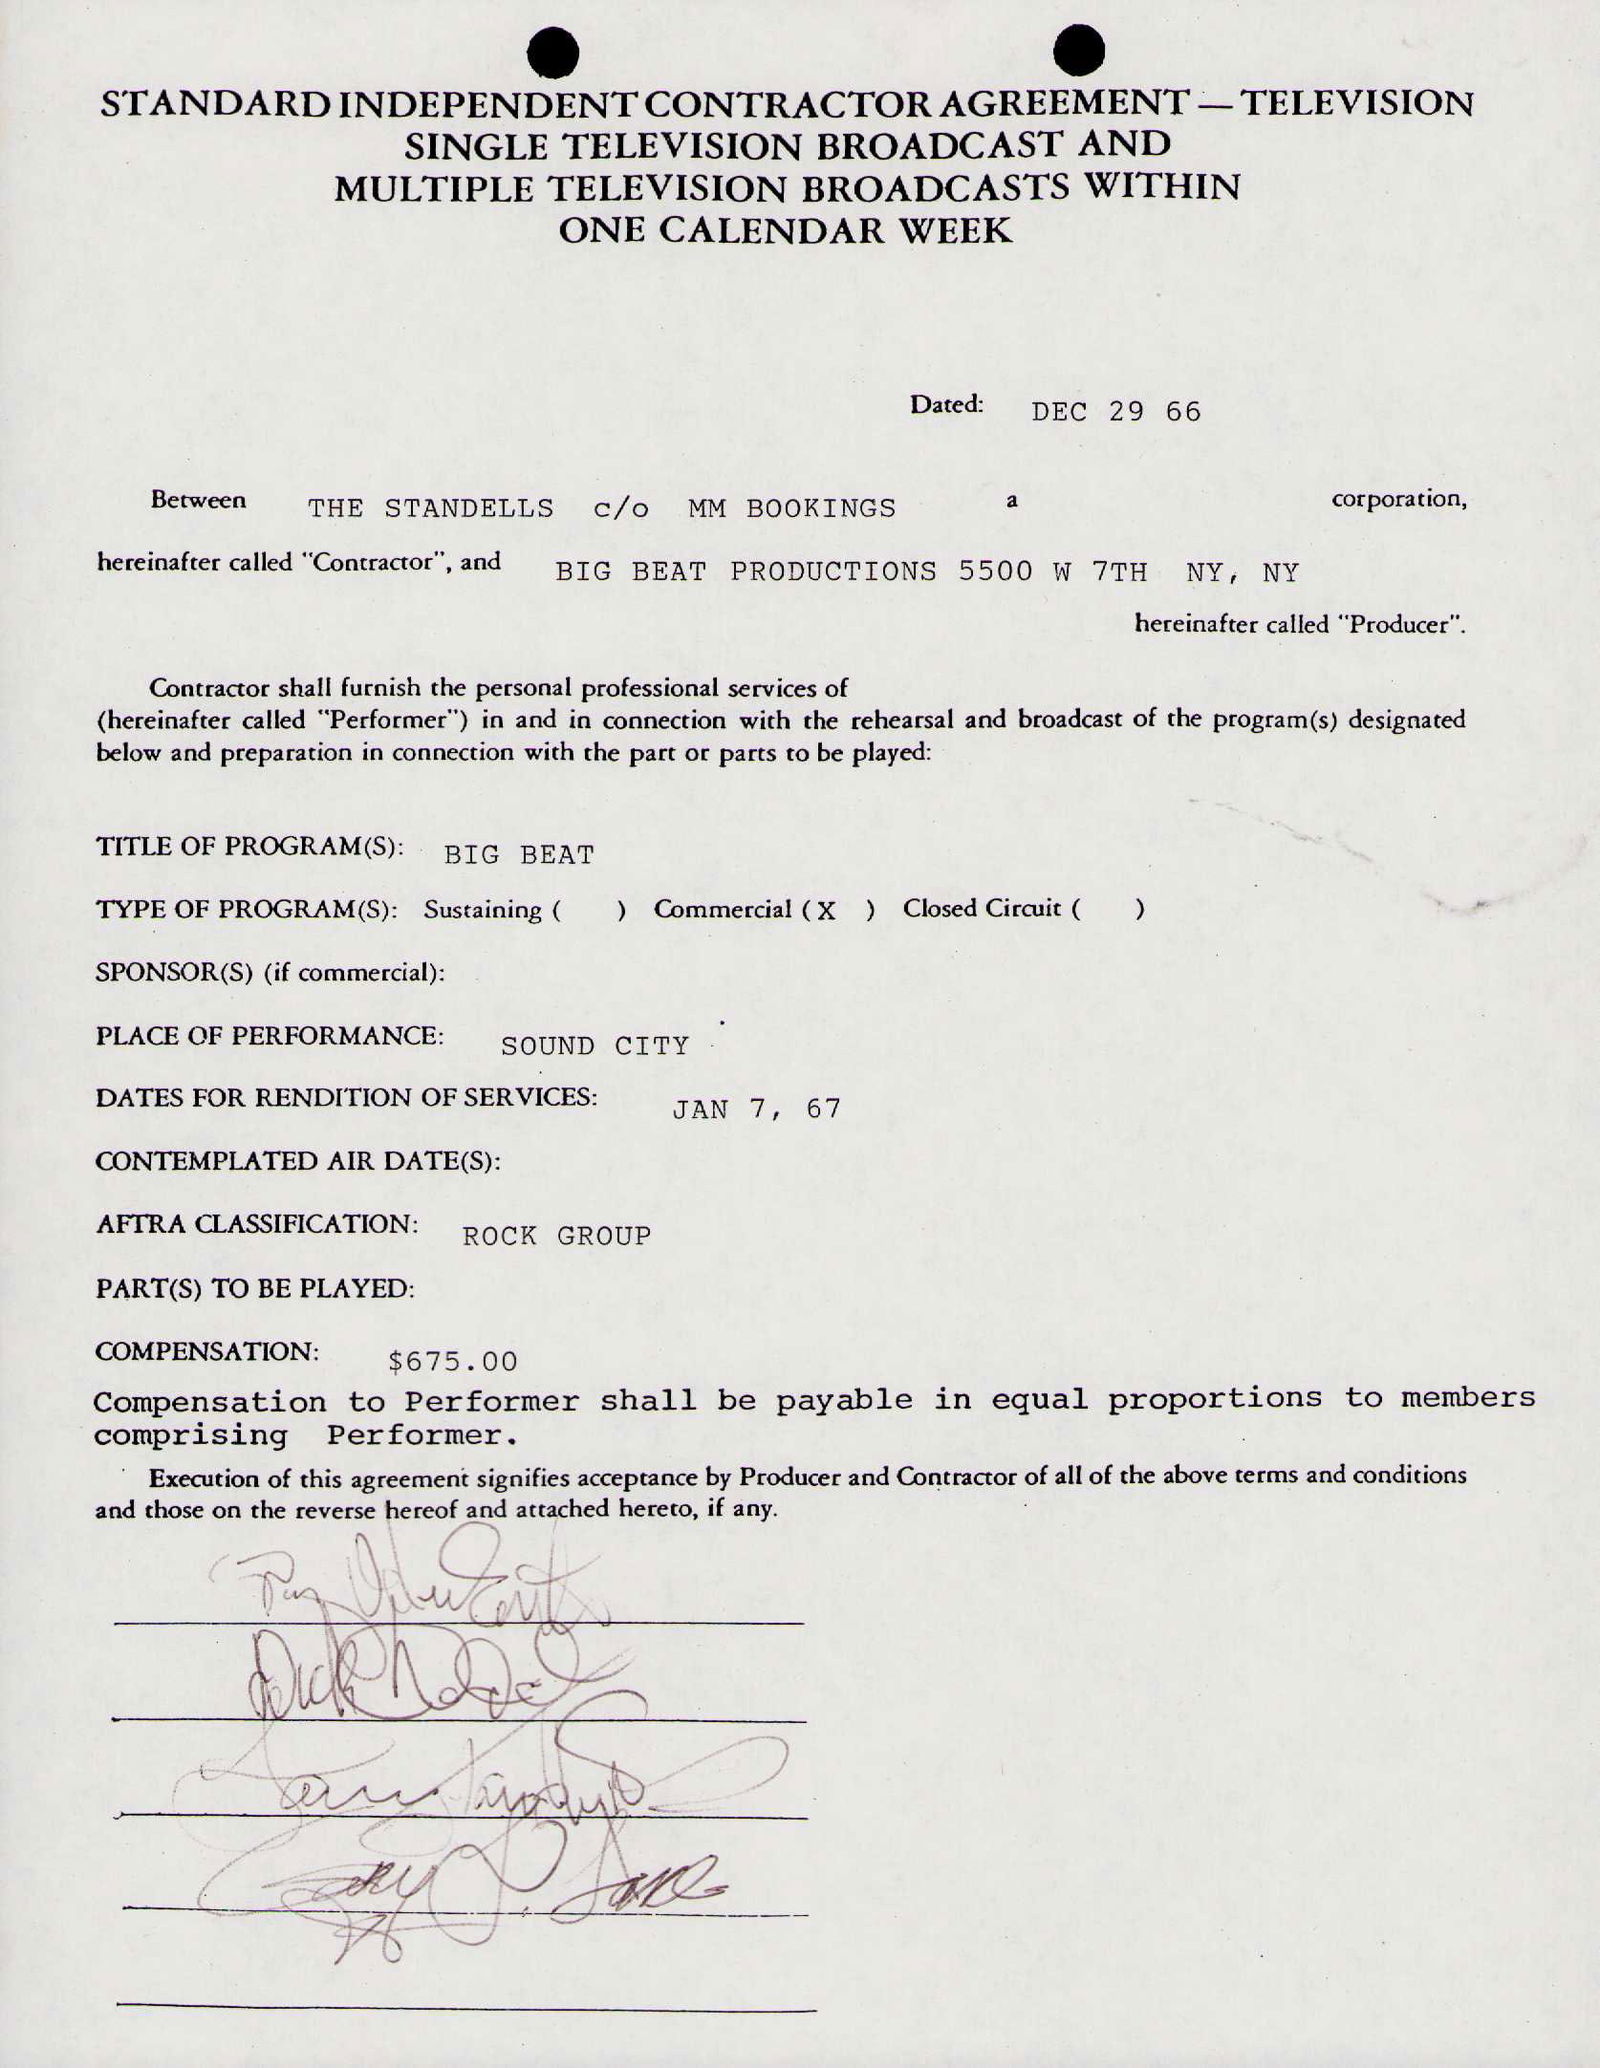 STANDARD INDEPENDENT CONTRACTOR AGREEMENT — TELEVISION
SINGLE TELEVISION BROADCAST AND
MULTIPLE TELEVISION BROADCASTS WITHIN
ONE CALENDAR WEEK
Dated: DEC 29 66
Between THE STANDELLS c/o MM BOOKINGS a corporation,
hereinafter called "Contractor", and BIG BEAT PRODUCTIONS 5500 W 7TH NY, NY
hereinafter called "Producer".
Contractor shall furnish the personal professional services of
(hereinafter called "Performer") in and in connection with the rehearsal and broadcast of the program(s) designated
below and preparation in connection with the part or parts to be played:
TITLE OF PROGRAM(S): BIG BEAT
TYPE OF PROGRAM(S): Sustaining ( ) Commercial (X ) Closed Circuit ( )
SPONSOR(S) (if commercial):
PLACE OF PERFORMANCE: SOUND CITY
DATES FOR RENDITION OF SERVICES: JAN 7, 67
CONTEMPLATED AIR DATE(S):
AFTRA CLASSIFICATION: ROCK GROUP
PART(S) TO BE PLAYED:
COMPENSATION: $675.00
Compensation to Performer shall be payable in equal proportions to members
comprising Performer.
Execution of this agreement signifies acceptance by Producer and Contractor of all of the above terms and conditions
and those on the reverse hereof and attached hereto, if any.
Dick Dodd